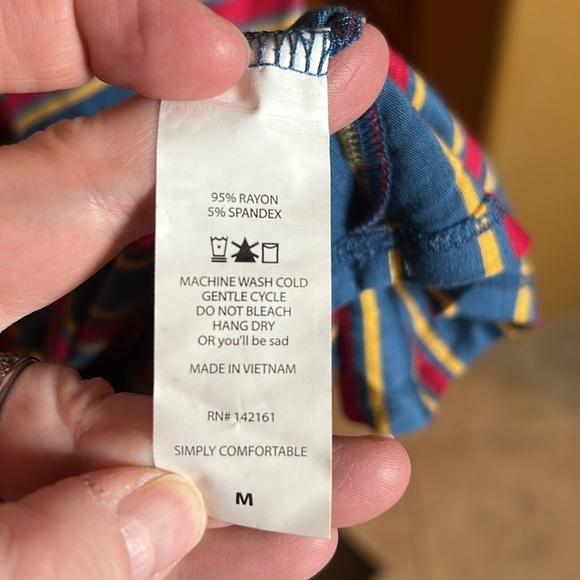 95% RAYON
5% SPANDEX
MACHINE WASH COLD
GENTLE CYCLE
DO NOT BLEACH
HANG DRY
OR you'll be sad
MADE IN VIETNAM
RN# 142161
SIMPLY COMFORTABLE
M